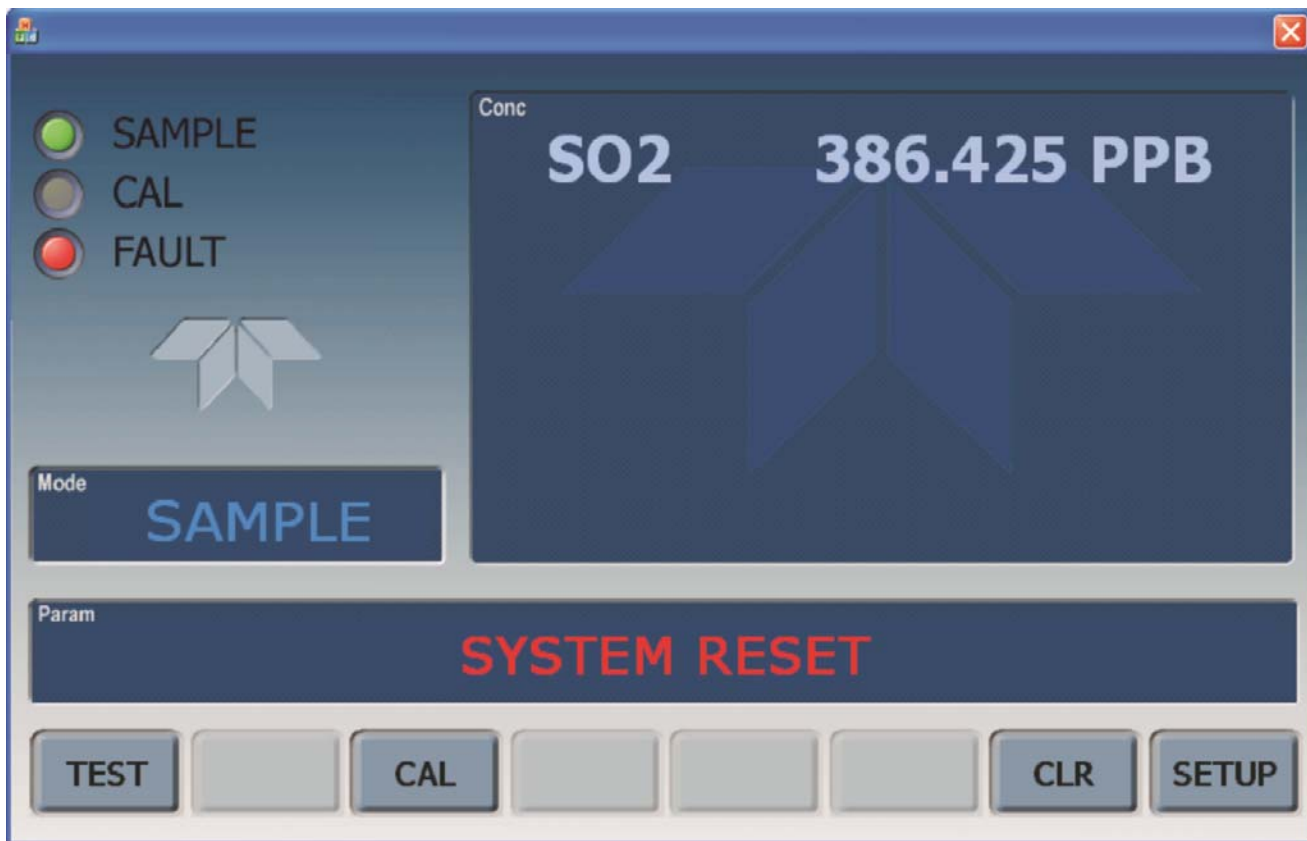 SAMPLE
CAL
FAULT
Conc
SO2 386.425 PPB
Mode
SAMPLE
Param
SYSTEM RESET
TEST CAL CLR SETUP